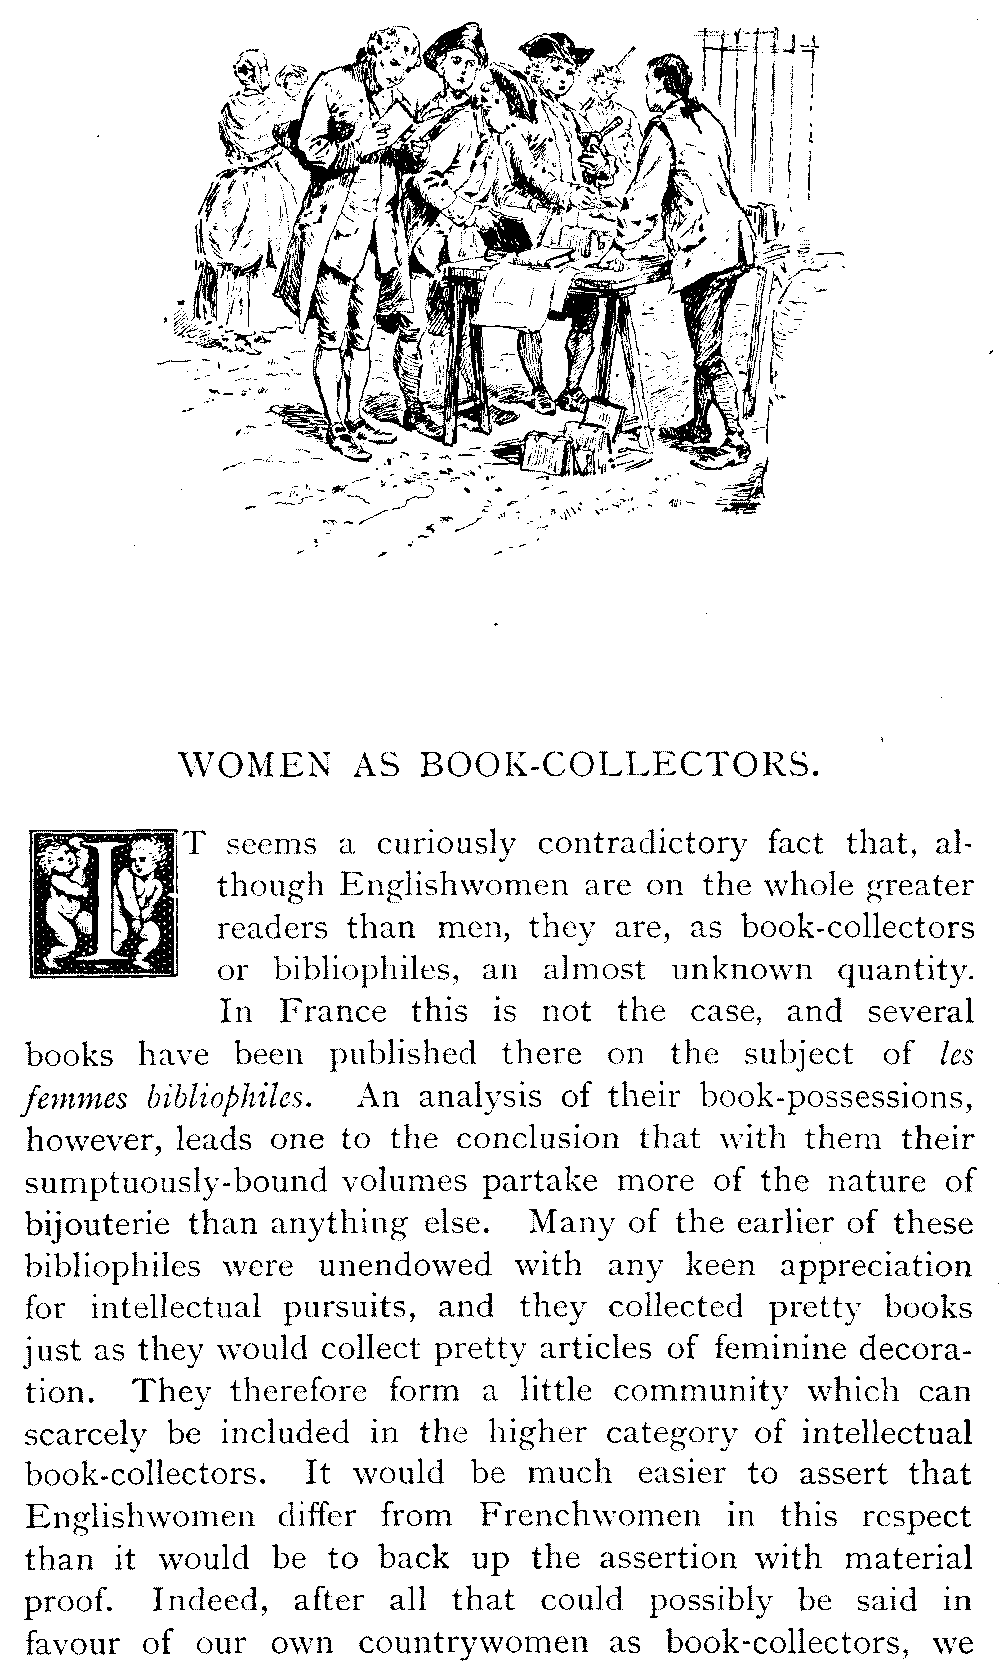 WOMEN AS BOOK-COLLECTORS.
IT seems a curiously contradictory fact that, al-
though Englishwomen are on the whole greater
readers than men, they are, as book-collectors
or bibliophiles, an almost unknown quantity.
In France this is not the case, and several
books have been published there on the subject of les
femmes bibliophiles. An analysis of their book-possessions,
however, leads one to the conclusion that with them their
sumptuously-bound volumes partake more of the nature of
bijouterie than anything else. Many of the earlier of these
bibliophiles were unendowed with any keen appreciation
for intellectual pursuits, and they collected pretty books
just as they would collect pretty articles of feminine decora-
tion. They therefore form a little community which can
scarcely be included in the higher category of intellectual
book-collectors. It would be much easier to assert that
Englishwomen differ from Frenchwomen in this respect
than it would be to back up the assertion with material
proof. Indeed, after all that could possibly be said in
favour of our own countrywomen as book-collectors, we